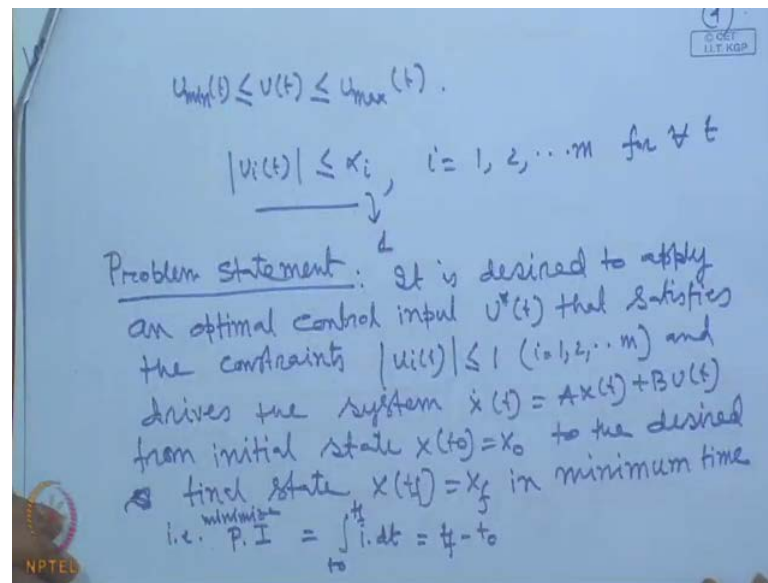 (1)
© CET
I.I.T. KGP
Umin(t) ≤ U(t) ≤ Umax(t).
|Ui(t)| ≤ αi, i = 1, 2, ... m for ∀ t
Problem Statement: It is desired to apply
an optimal control input U*(t) that satisfies
the constraints |ui(t)| ≤ 1 (i=1,2,..m) and
drives the system ẋ(t) = Ax(t) + BU(t)
from initial state x(t0) = x0 to the desired
final state x(tf) = xf in minimum time
minimize
i.e. P.I = ∫t0^tf 1.dt = tf - t0
NPTEL